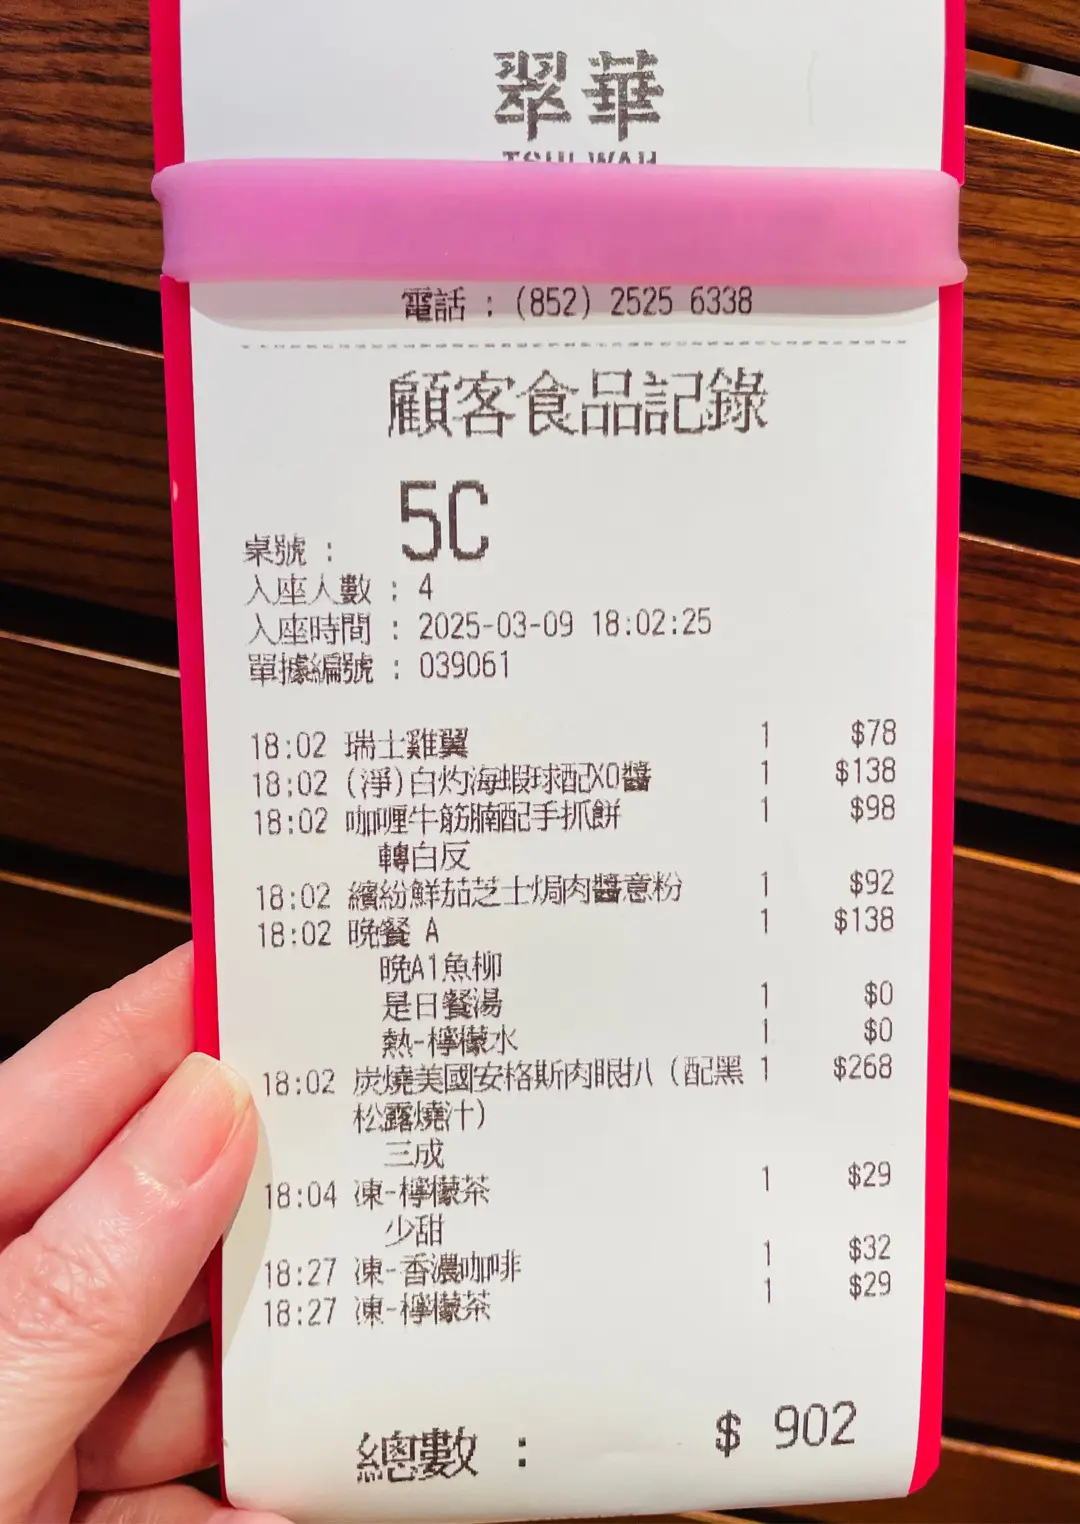 翠華
TSUI WAH
電話 : (852) 2525 6338
顧客食品記錄
桌號 : 5C
入座人數 : 4
入座時間 : 2025-03-09 18:02:25
單據編號 : 039061
18:02 瑞士雞翼 1 $78
18:02 (淨)白灼海蝦球配XO醬 1 $138
18:02 咖喱牛筋腩配手抓餅 1 $98
轉白反
18:02 繽紛鮮茄芝士焗肉醬意粉 1 $92
18:02 晚餐 A 1 $138
晚A1魚柳
是日餐湯 1 $0
熱-檸檬水 1 $0
18:02 炭燒美國安格斯肉眼扒（配黑 1 $268
松露燒汁）
三成
18:04 凍-檸檬茶 1 $29
少甜
18:27 凍-香濃咖啡 1 $32
18:27 凍-檸檬茶 1 $29
總數 : $ 902